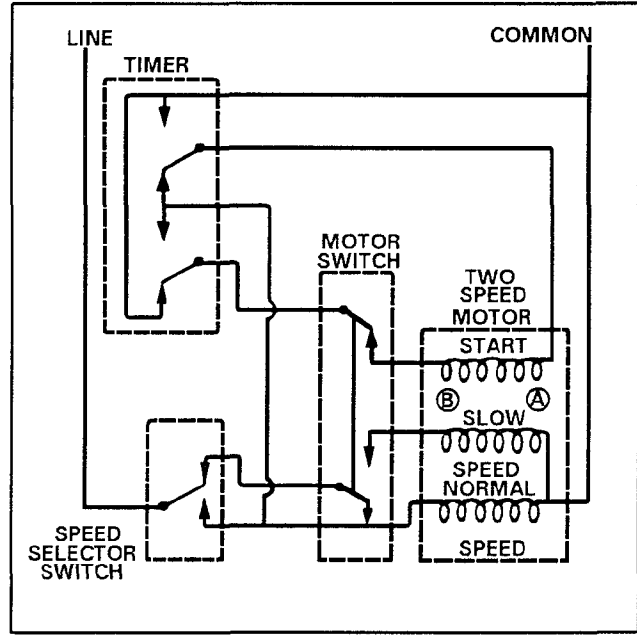 LINE
COMMON
TIMER
MOTOR
SWITCH
TWO
SPEED
MOTOR
START
B
A
SLOW
SPEED
NORMAL
SPEED
SPEED
SELECTOR
SWITCH